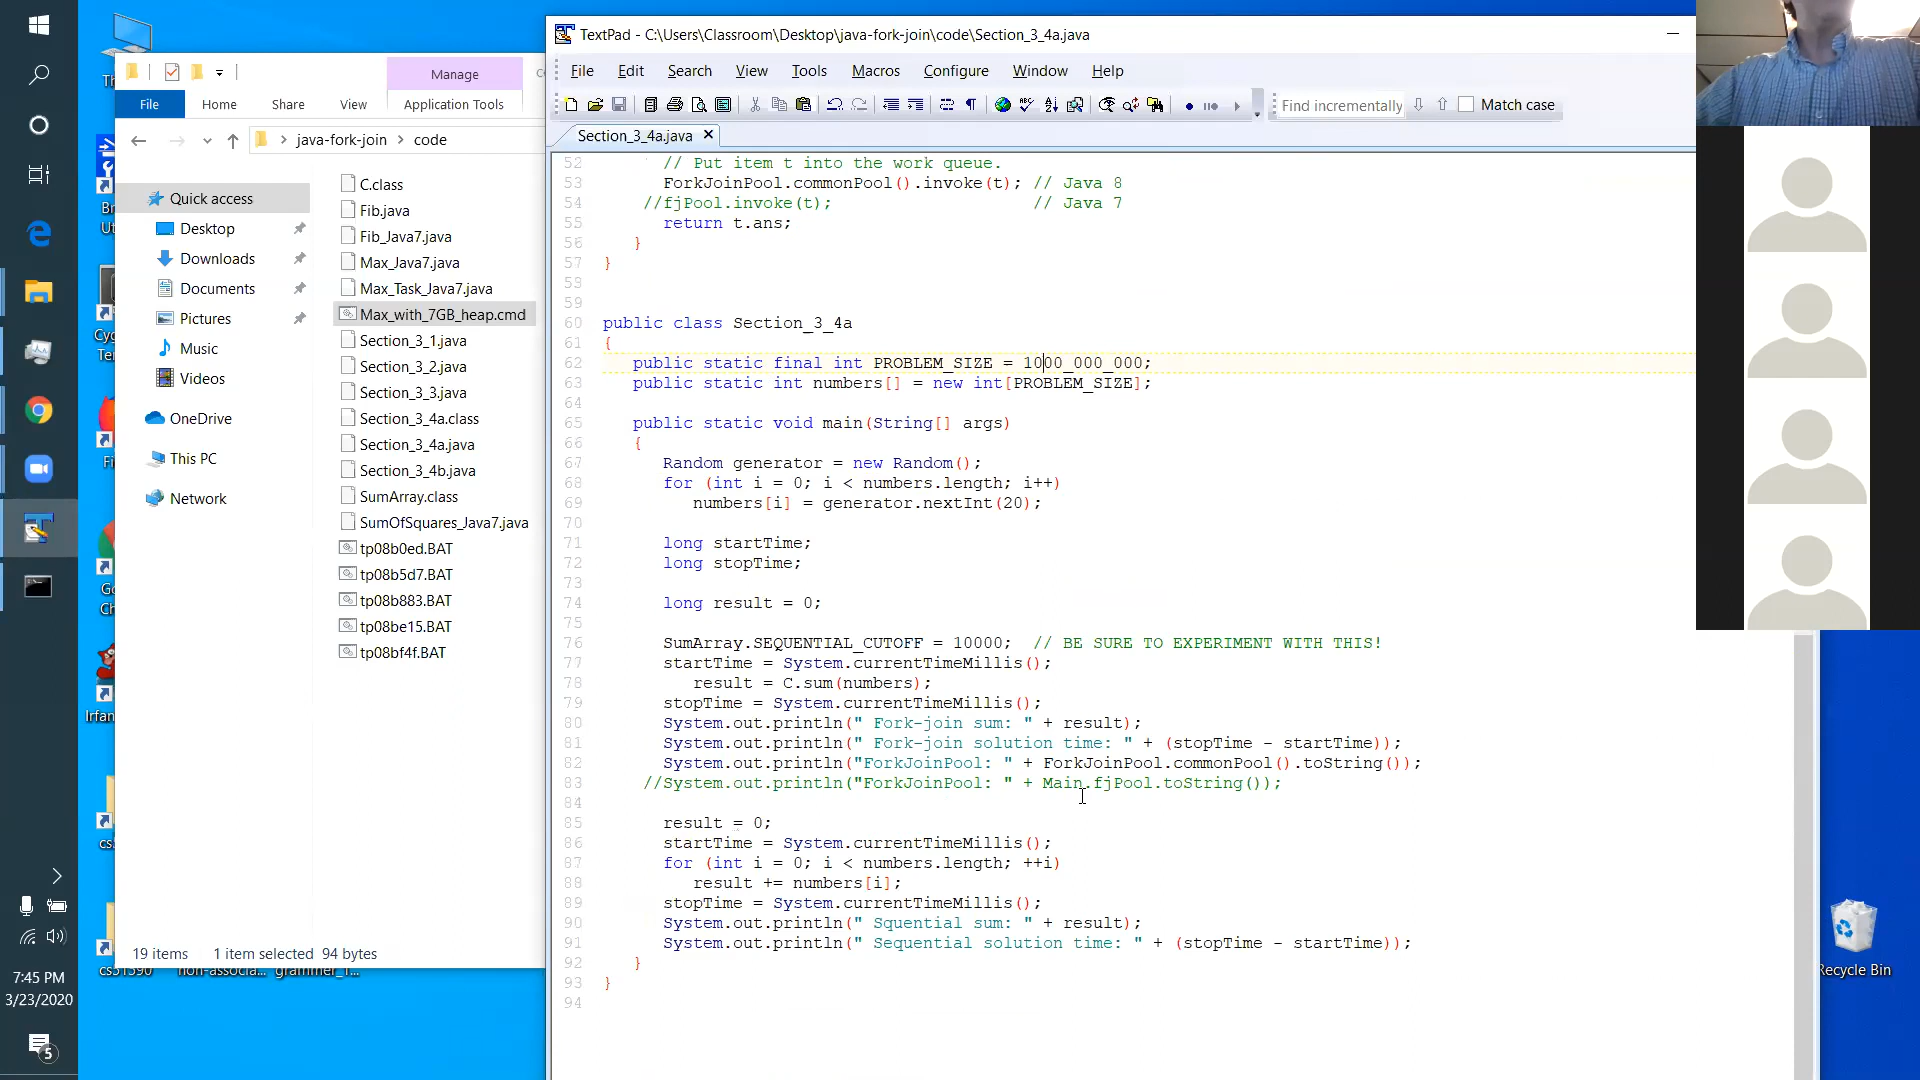 TextPad - C:\Users\Classroom\Desktop\java-fork-join\code\Section_3_4a.java
File Edit Search View Tools Macros Configure Window Help
Find incrementally
Match case
Section_3_4a.java
52 // Put item t into the work queue.
53 ForkJoinPool.commonPool().invoke(t); // Java 8
54 //fjPool.invoke(t); // Java 7
55 return t.ans;
56 }
57 }
58
59
60 public class Section_3_4a
61 {
62 public static final int PROBLEM_SIZE = 1000_000_000;
63 public static int numbers[] = new int[PROBLEM_SIZE];
64
65 public static void main(String[] args)
66 {
67 Random generator = new Random();
68 for (int i = 0; i < numbers.length; i++)
69 numbers[i] = generator.nextInt(20);
70
71 long startTime;
72 long stopTime;
73
74 long result = 0;
75
76 SumArray.SEQUENTIAL_CUTOFF = 10000; // BE SURE TO EXPERIMENT WITH THIS!
77 startTime = System.currentTimeMillis();
78 result = C.sum(numbers);
79 stopTime = System.currentTimeMillis();
80 System.out.println(" Fork-join sum: " + result);
81 System.out.println(" Fork-join solution time: " + (stopTime - startTime));
82 System.out.println("ForkJoinPool: " + ForkJoinPool.commonPool().toString());
83 //System.out.println("ForkJoinPool: " + Main.fjPool.toString());
84
85 result = 0;
86 startTime = System.currentTimeMillis();
87 for (int i = 0; i < numbers.length; ++i)
88 result += numbers[i];
89 stopTime = System.currentTimeMillis();
90 System.out.println(" Squential sum: " + result);
91 System.out.println(" Sequential solution time: " + (stopTime - startTime));
92 }
93 }
94
Manage
File Home Share View Application Tools
java-fork-join > code
Quick access
Desktop
Downloads
Documents
Pictures
Music
Videos
OneDrive
This PC
Network
C.class
Fib.java
Fib_Java7.java
Max_Java7.java
Max_Task_Java7.java
Max_with_7GB_heap.cmd
Section_3_1.java
Section_3_2.java
Section_3_3.java
Section_3_4a.class
Section_3_4a.java
Section_3_4b.java
SumArray.class
SumOfSquares_Java7.java
tp08b0ed.BAT
tp08b5d7.BAT
tp08b883.BAT
tp08be15.BAT
tp08bf4f.BAT
19 items 1 item selected 94 bytes
7:45 PM
3/23/2020
5
Recycle Bin